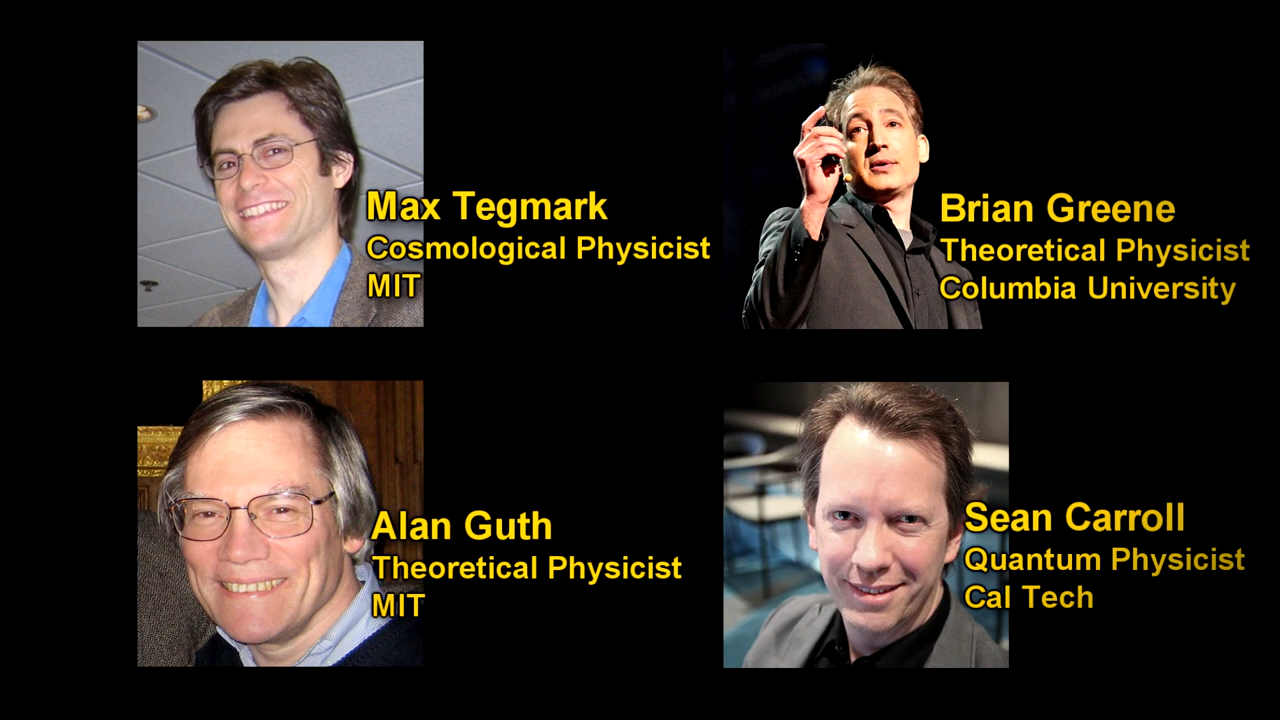 Max Tegmark
Cosmological Physicist
MIT
Brian Greene
Theoretical Physicist
Columbia University
Alan Guth
Theoretical Physicist
MIT
Sean Carroll
Quantum Physicist
Cal Tech